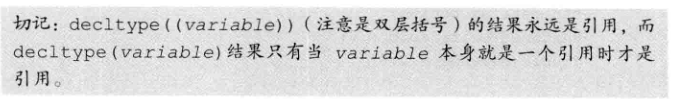 切记：decltype((variable))（注意是双层括号）的结果永远是引用，而
decltype(variable)结果只有当 variable 本身就是一个引用时才是
引用。